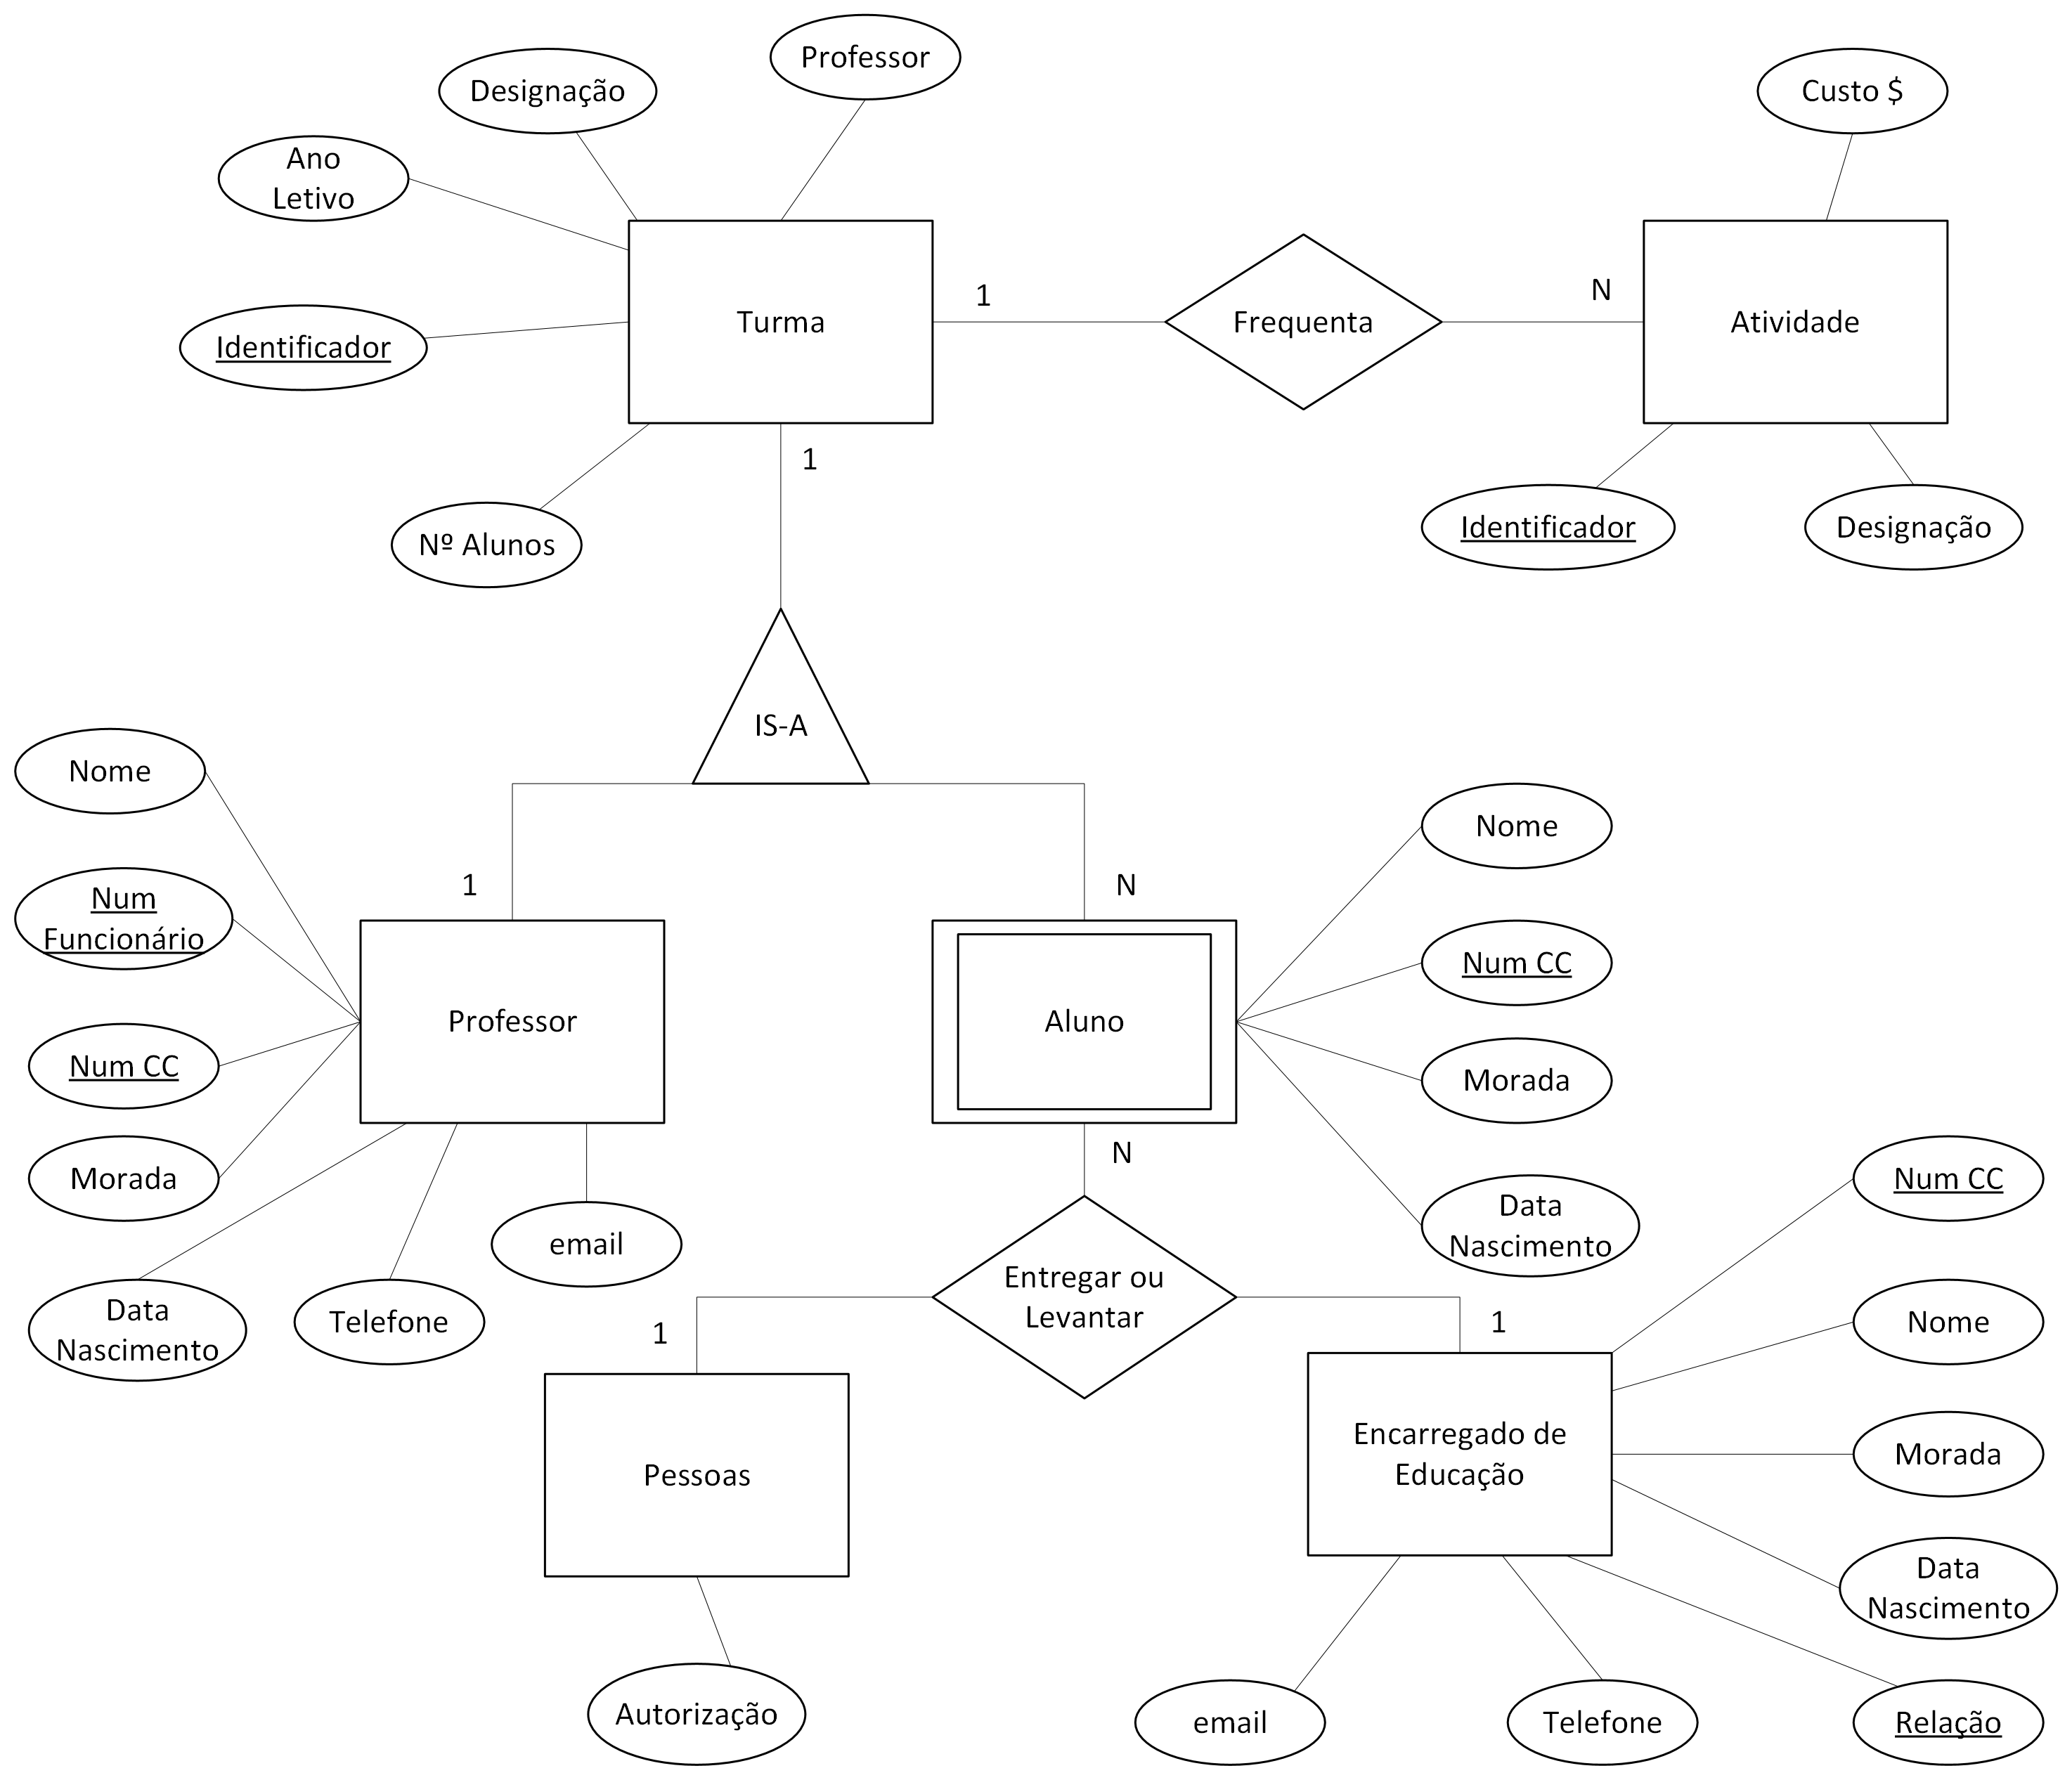 Professor
Designação
Custo $
Ano
Letivo
Turma
1
Frequenta
N
Atividade
Identificador
1
Identificador
Designação
Nº Alunos
IS-A
Nome
Nome
1
N
Num
Funcionário
Num CC
Professor
Aluno
Num CC
Morada
N
Morada
Num CC
Data
Nascimento
email
Entregar ou
Levantar
Data
Nascimento
Telefone
1
1
Nome
Encarregado de
Educação
Morada
Pessoas
Data
Nascimento
Autorização
email
Telefone
Relação